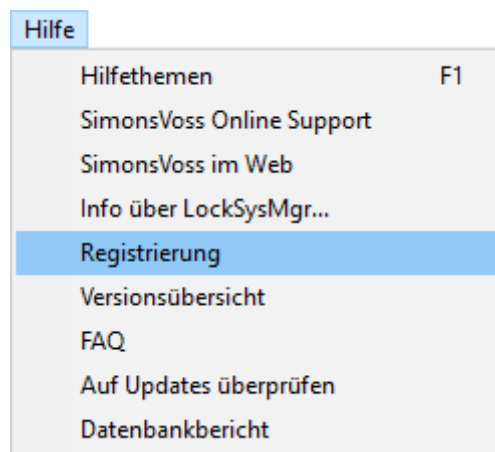 Hilfe
Hilfethemen F1
SimonsVoss Online Support
SimonsVoss im Web
Info über LockSysMgr...
Registrierung
Versionsübersicht
FAQ
Auf Updates überprüfen
Datenbankbericht